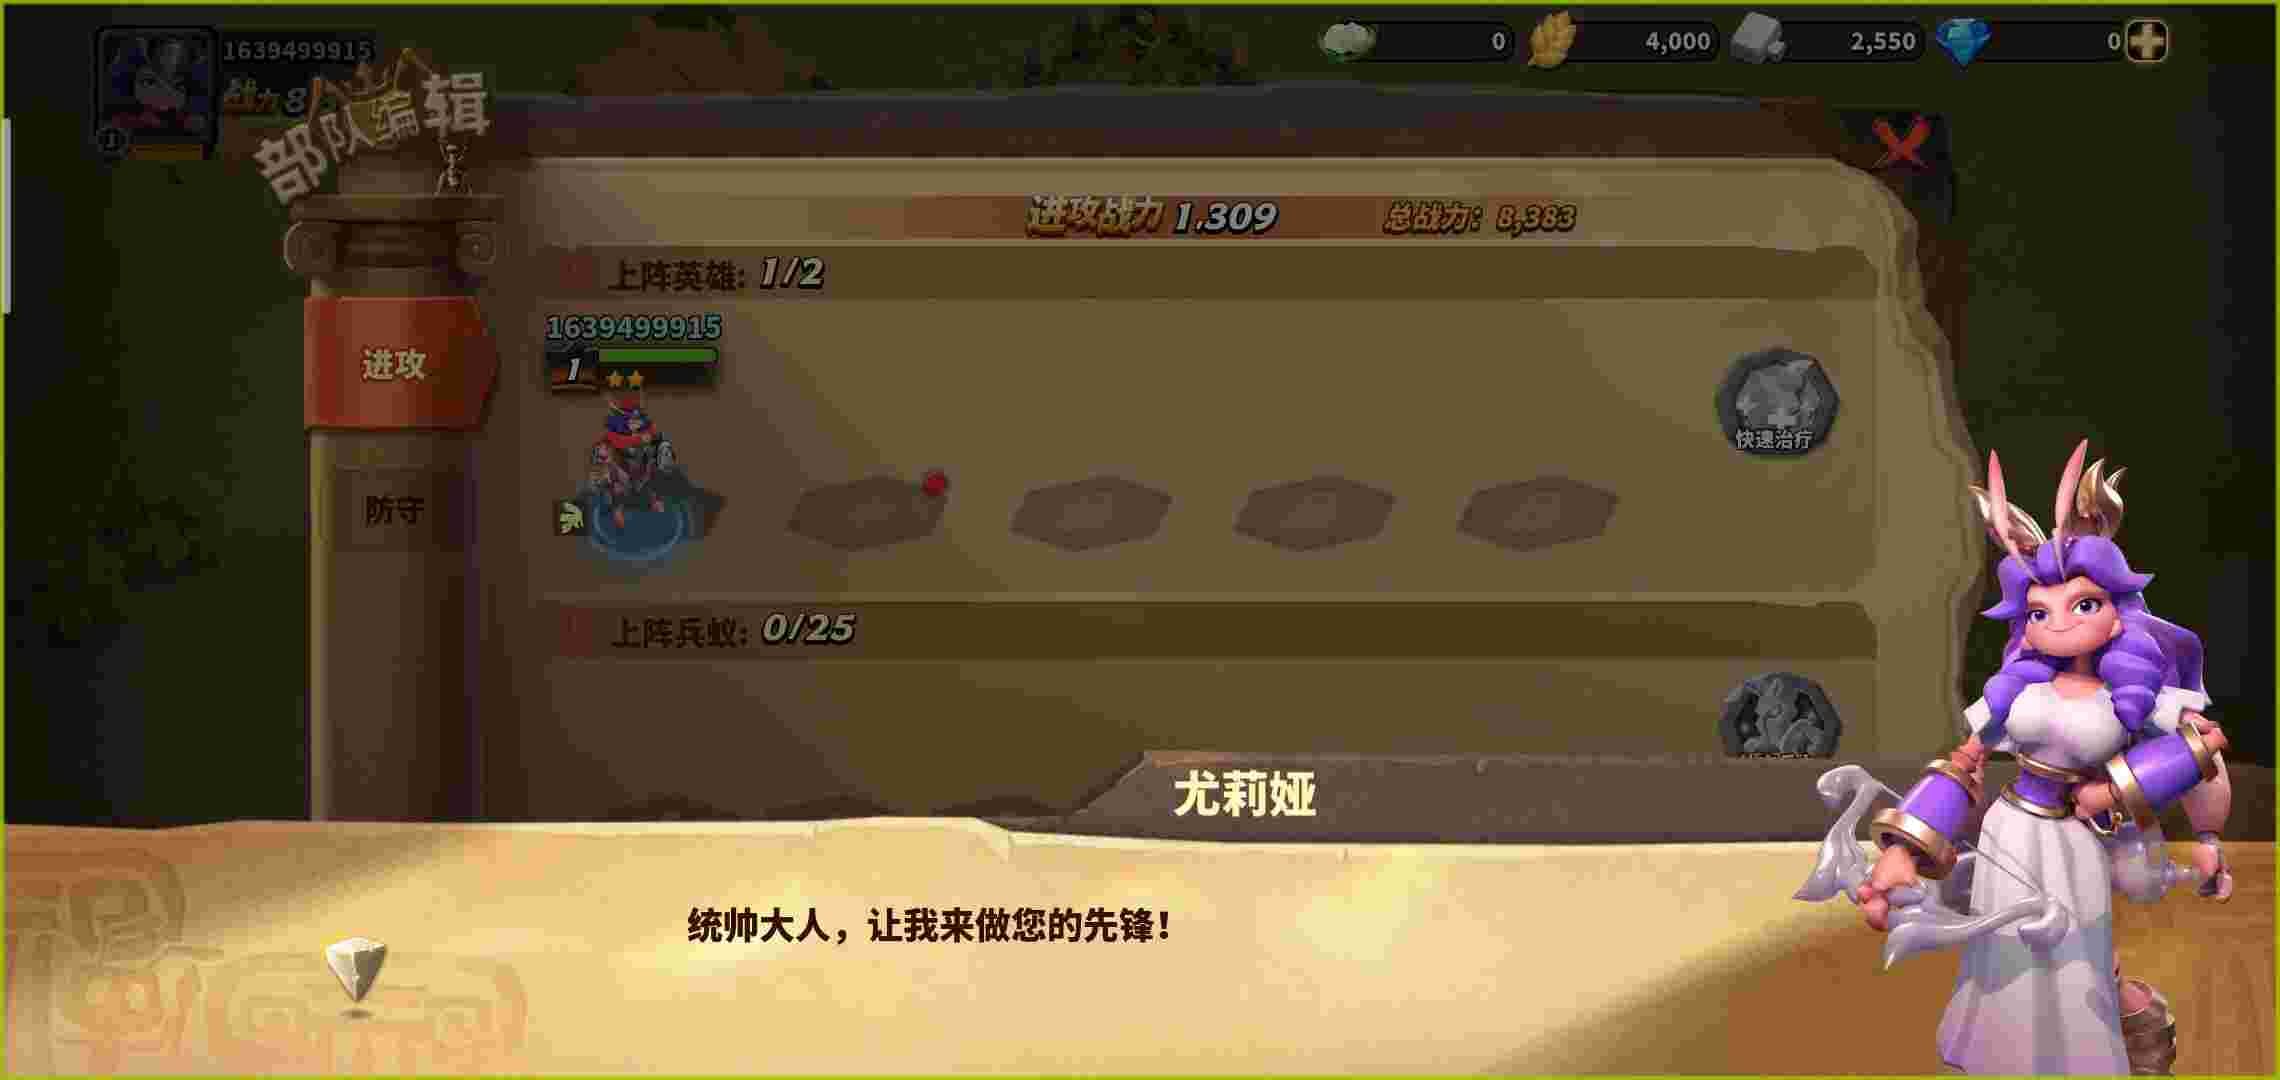 1639499915
战力 8
0
4,000
2,550
0
部队编辑
进攻战力 1,309
总战力: 8,383
上阵英雄: 1/2
1639499915
1
进攻
快速治疗
防守
上阵兵蚁: 0/25
尤莉娅
统帅大人，让我来做您的先锋！